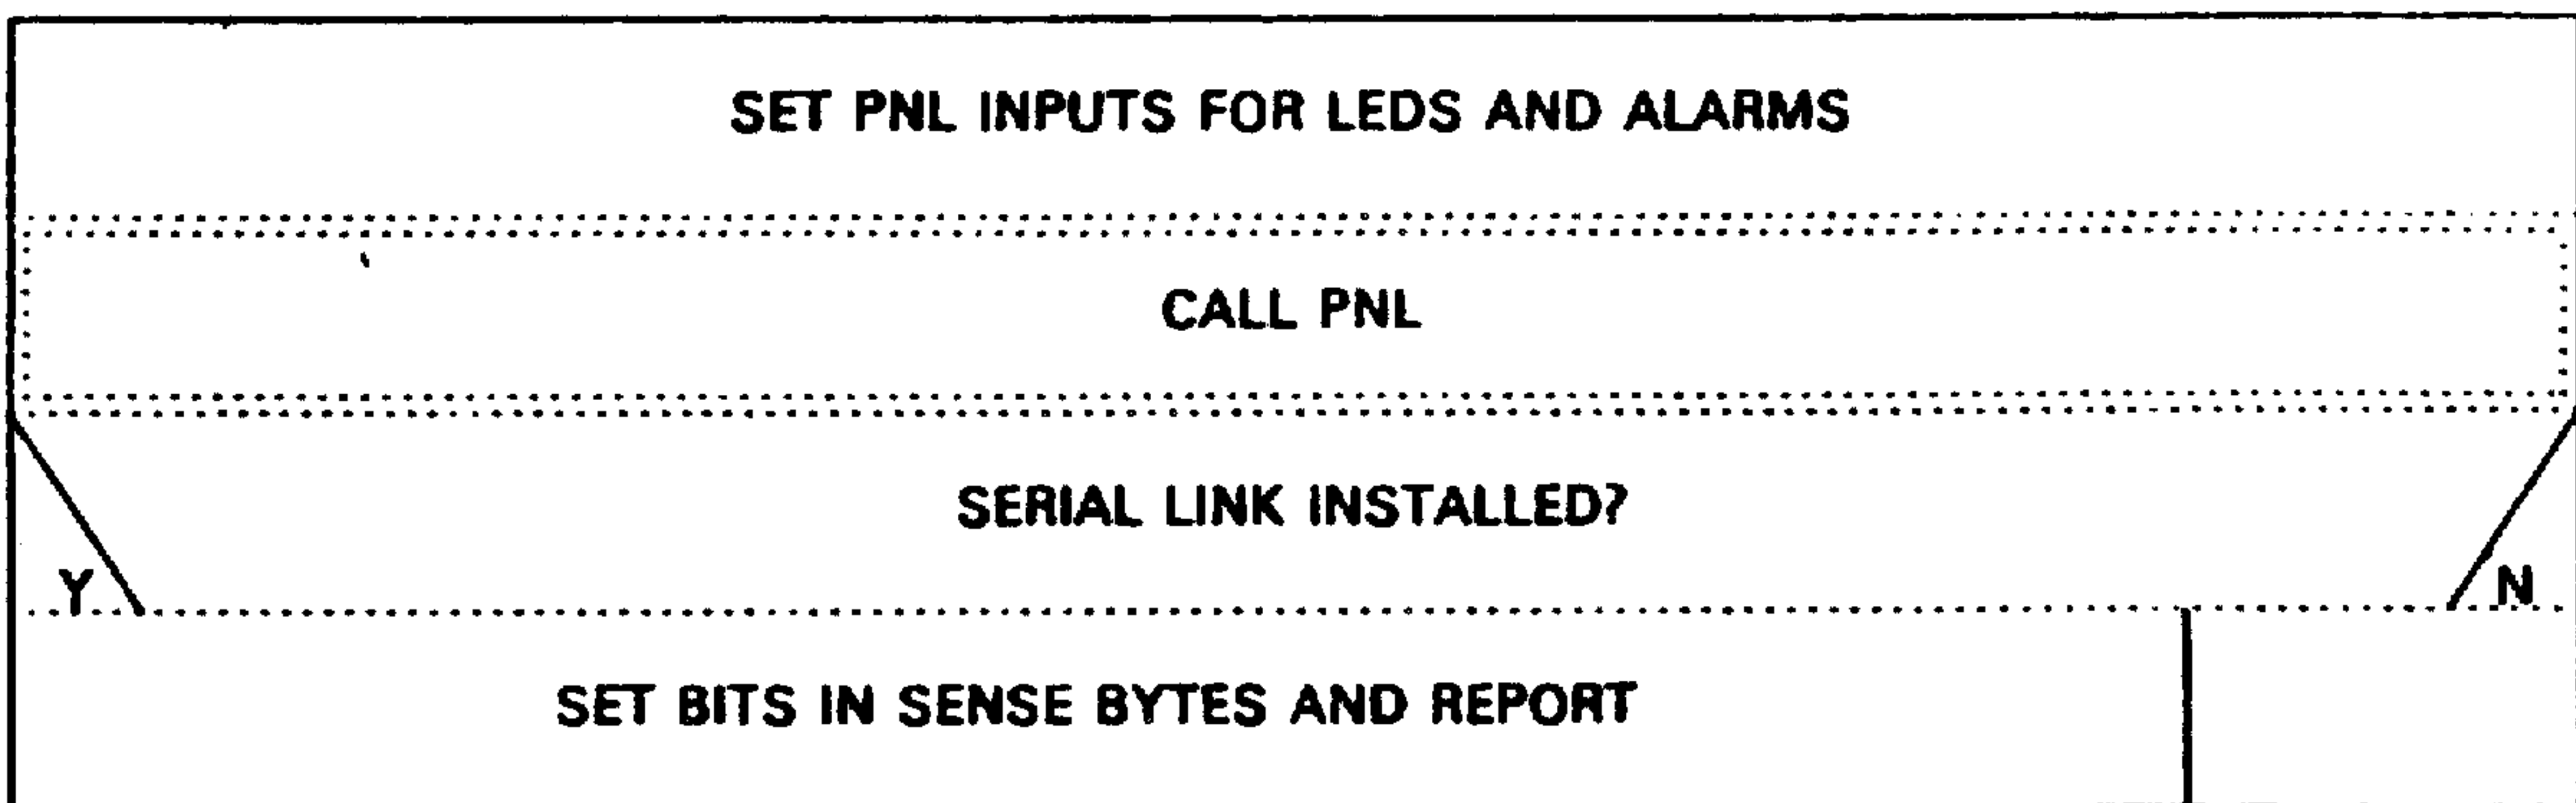 SET PNL INPUTS FOR LEDS AND ALARMS
CALL PNL
SERIAL LINK INSTALLED?
Y N
SET BITS IN SENSE BYTES AND REPORT